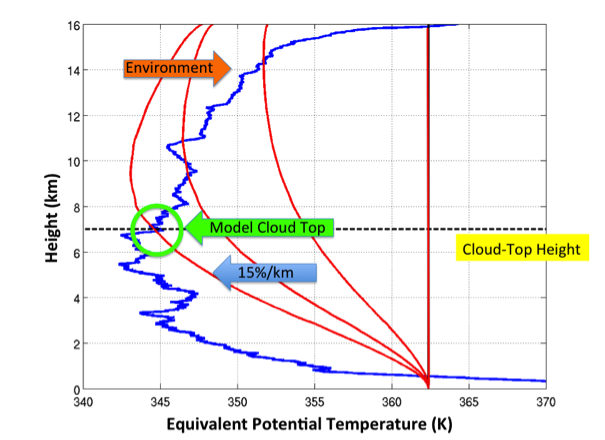 16
Environment
14
12
10
8
Model Cloud Top
Cloud-Top Height
6
15%/km
4
2
0
340 345 350 355 360 365 370
Height (km)
Equivalent Potential Temperature (K)